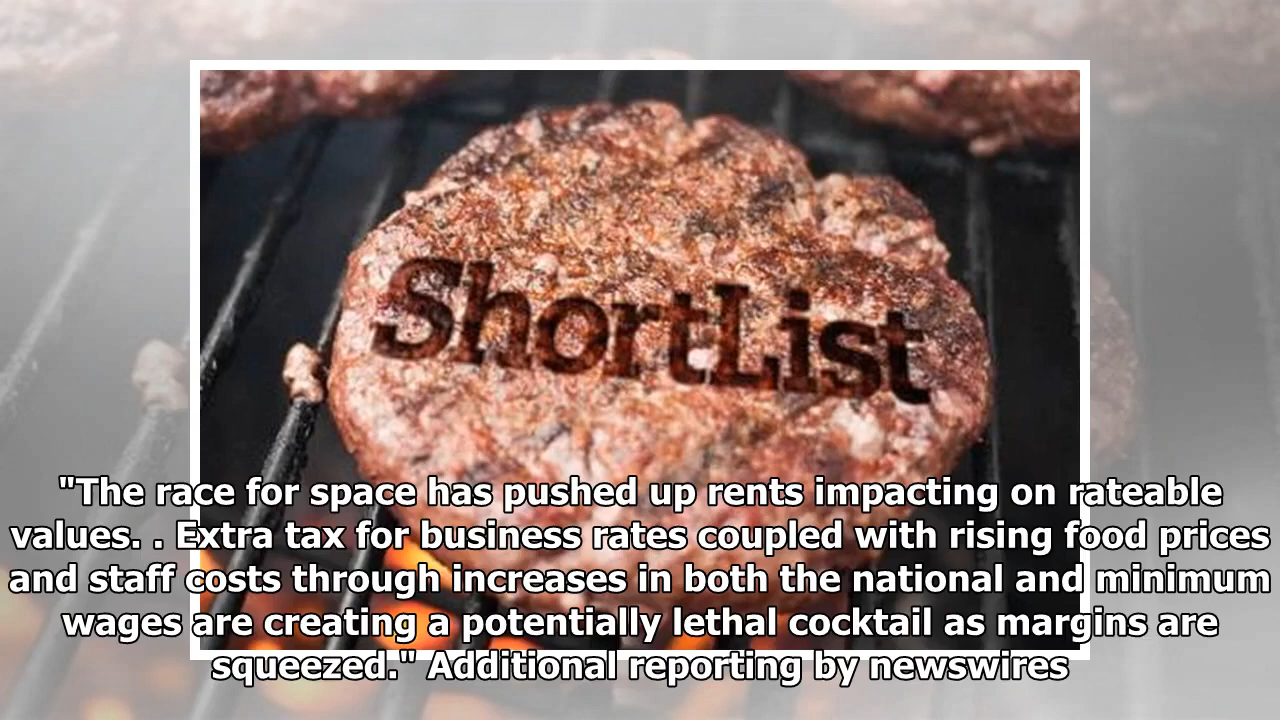 ShortList
"The race for space has pushed up rents impacting on rateable
values. . Extra tax for business rates coupled with rising food prices
and staff costs through increases in both the national and minimum
wages are creating a potentially lethal cocktail as margins are
squeezed." Additional reporting by newswires